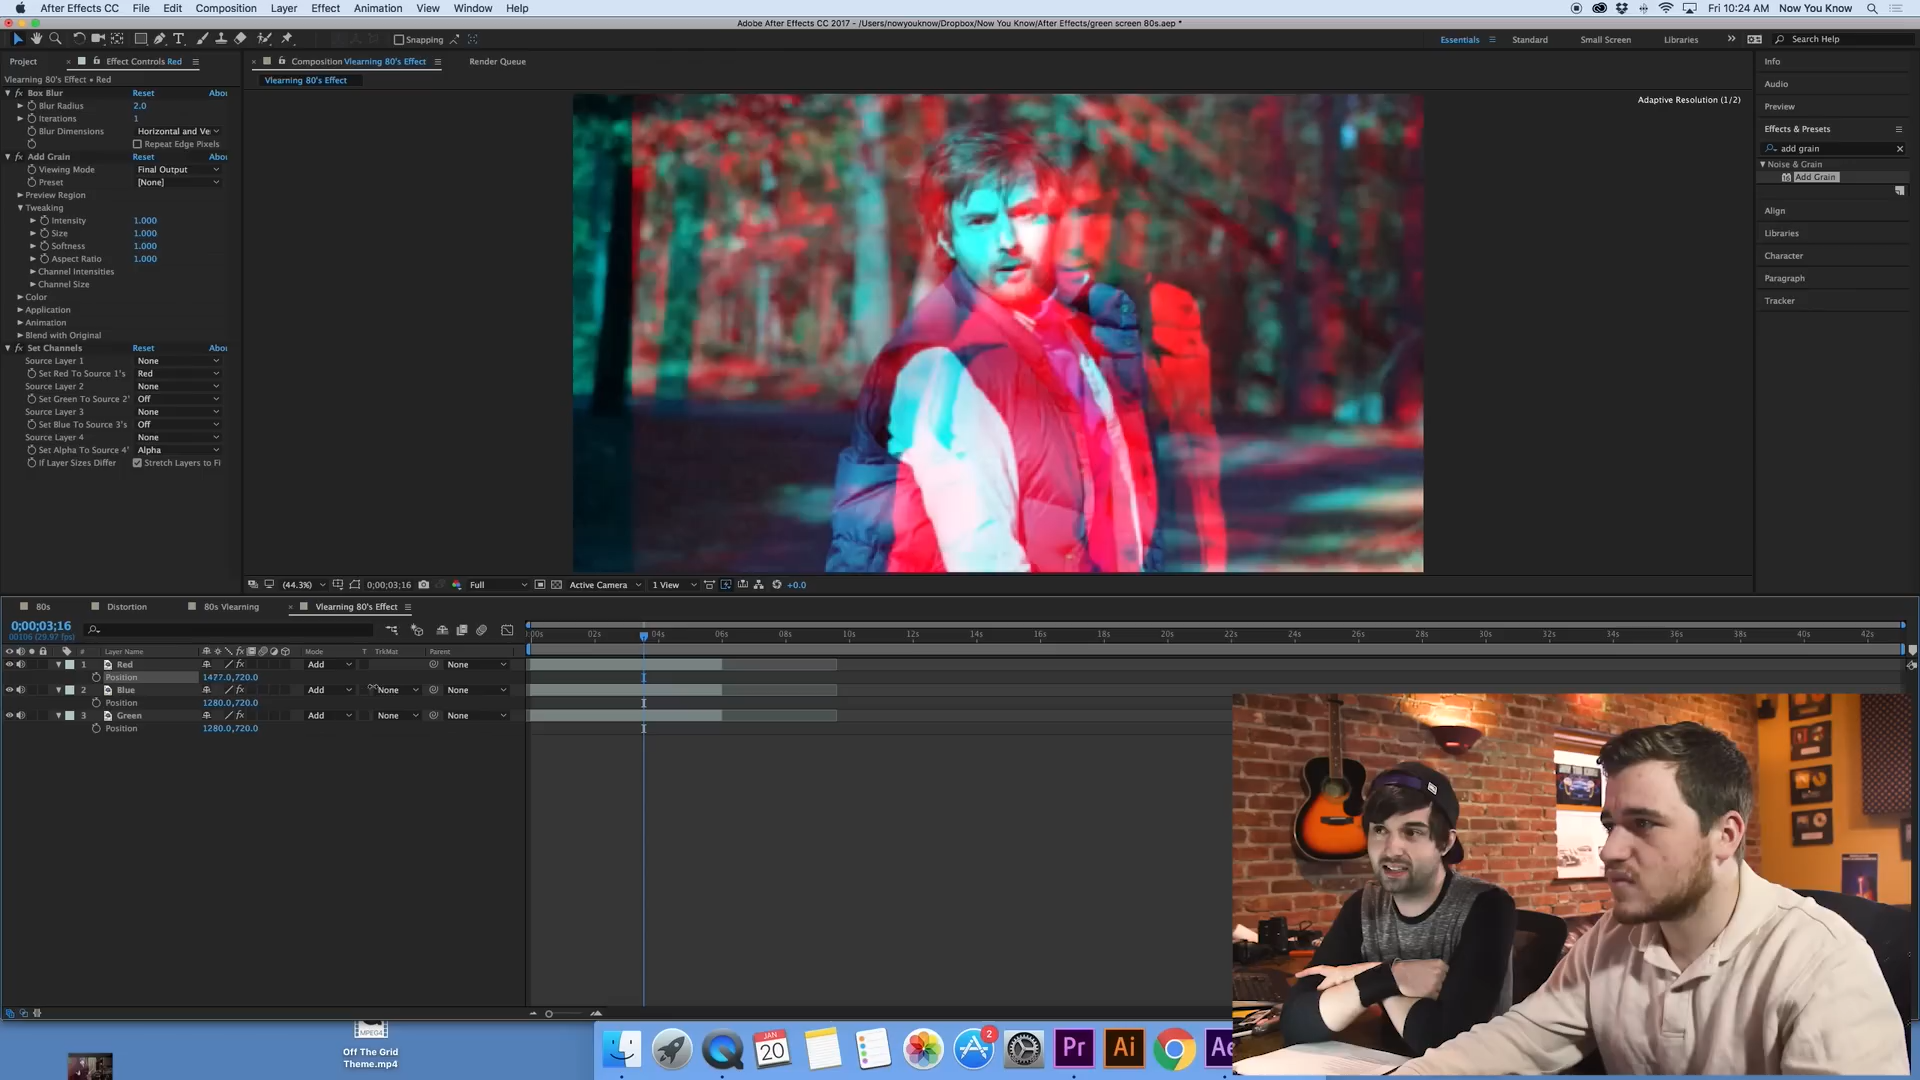 After Effects CC File Edit Composition Layer Effect Animation View Window Help Fri 10:24 AM Now You Know
Adobe After Effects CC 2017 - /Users/nowyouknow/Dropbox/Now You Know/After Effects/green screen 80s.aep *
Snapping Essentials Standard Small Screen Libraries Search Help
Project Effect Controls Red Composition Vlearning 80's Effect Render Queue Info
Vlearning 80's Effect • Red Vlearning 80's Effect Audio
Box Blur Reset Abou
Blur Radius 2.0
Iterations 1
Blur Dimensions Horizontal and Ve
Repeat Edge Pixels
Add Grain Reset Abou
Viewing Mode Final Output
Preset [None]
Preview Region
Tweaking
Intensity 1.000
Size 1.000
Softness 1.000
Aspect Ratio 1.000
Channel Intensities
Channel Size
Color
Application
Animation
Blend with Original
Set Channels Reset Abou
Source Layer 1 None
Set Red To Source 1's Red
Source Layer 2 None
Set Green To Source 2' Off
Source Layer 3 None
Set Blue To Source 3's Off
Source Layer 4 None
Set Alpha To Source 4' Alpha
If Layer Sizes Differ Stretch Layers to Fi
Adaptive Resolution (1/2)
Preview
Effects & Presets
add grain
Noise & Grain
Add Grain
Align
Libraries
Character
Paragraph
Tracker
(44.3%) 0;00;03;16 Full Active Camera 1 View +0.0
80s Distortion 80s Vlearning Vlearning 80's Effect
0;00;03;16
00106 (29.97 fps)
:00s 02s 04s 06s 08s 10s 12s 14s 16s 18s 20s 22s 24s 26s 28s 30s 32s 34s 36s 38s 40s 42s
# Layer Name Mode T TrkMat Parent
1 Red Add None
Position 1477.0,720.0
2 Blue Add None None
Position 1280.0,720.0
3 Green Add None None
Position 1280.0,720.0
MPEG4
Off The Grid
Theme.mp4
JAN
20
2
Pr Ai Ae